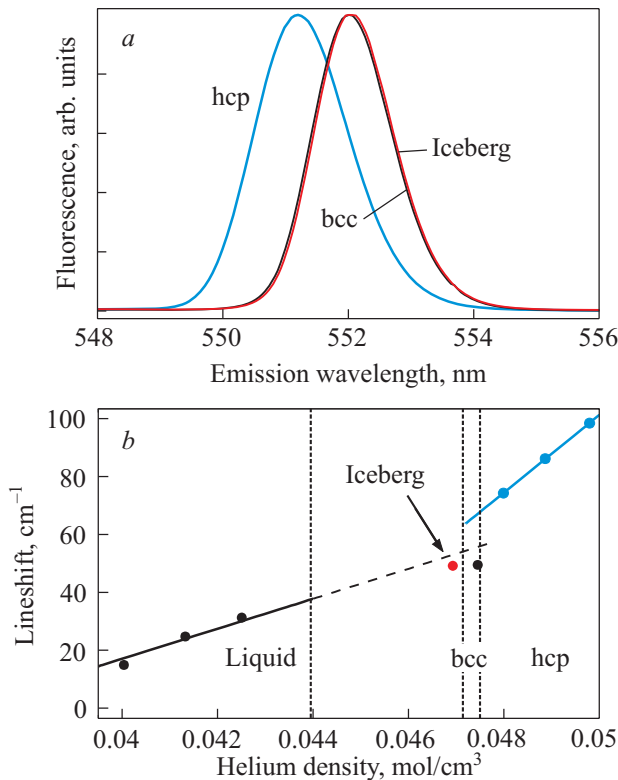 a
Fluorescence, arb. units
hcp
Iceberg
bcc
548 550 552 554 556
Emission wavelength, nm
b
Lineshift, cm⁻¹
100
80
60
40
20
0
Iceberg
Liquid
bcc
hcp
0.04 0.042 0.044 0.046 0.048 0.05
Helium density, mol/cm³